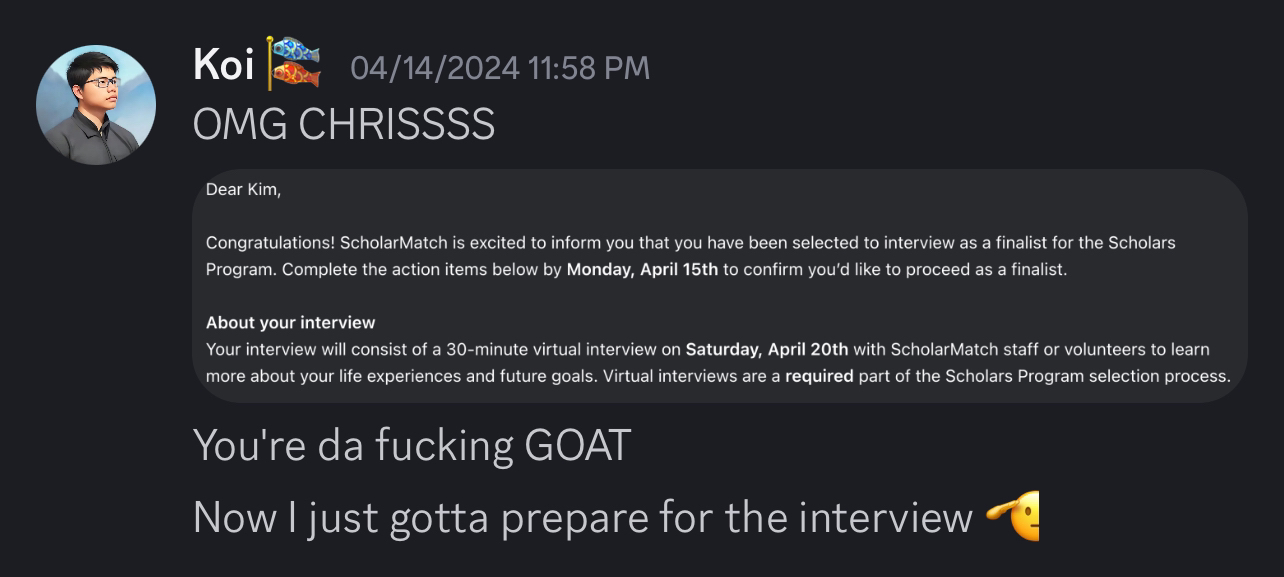 Koi 🎏 04/14/2024 11:58 PM
OMG CHRISSSS
Dear Kim,
Congratulations! ScholarMatch is excited to inform you that you have been selected to interview as a finalist for the Scholars
Program. Complete the action items below by Monday, April 15th to confirm you’d like to proceed as a finalist.
About your interview
Your interview will consist of a 30-minute virtual interview on Saturday, April 20th with ScholarMatch staff or volunteers to learn
more about your life experiences and future goals. Virtual interviews are a required part of the Scholars Program selection process.
You're da fucking GOAT
Now I just gotta prepare for the interview